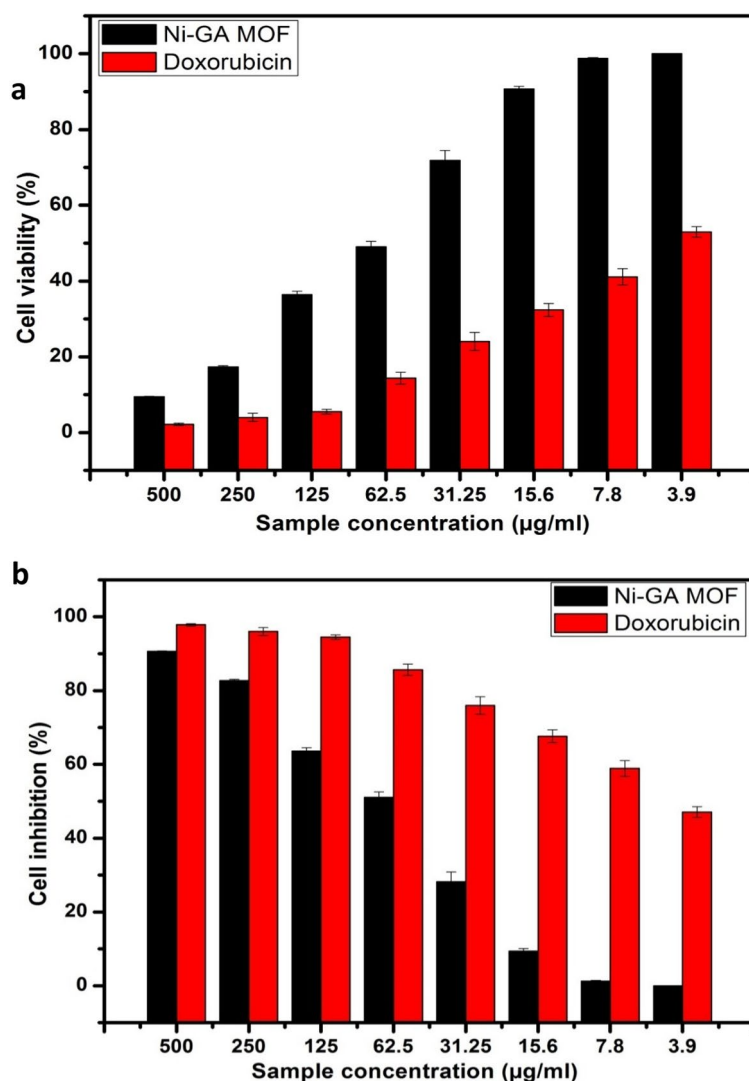 a
Ni-GA MOF
Doxorubicin
100
80
60
40
20
0
Cell viability (%)
500 250 125 62.5 31.25 15.6 7.8 3.9
Sample concentration (µg/ml)
b
Ni-GA MOF
Doxorubicin
100
80
60
40
20
0
Cell inhibition (%)
500 250 125 62.5 31.25 15.6 7.8 3.9
Sample concentration (µg/ml)